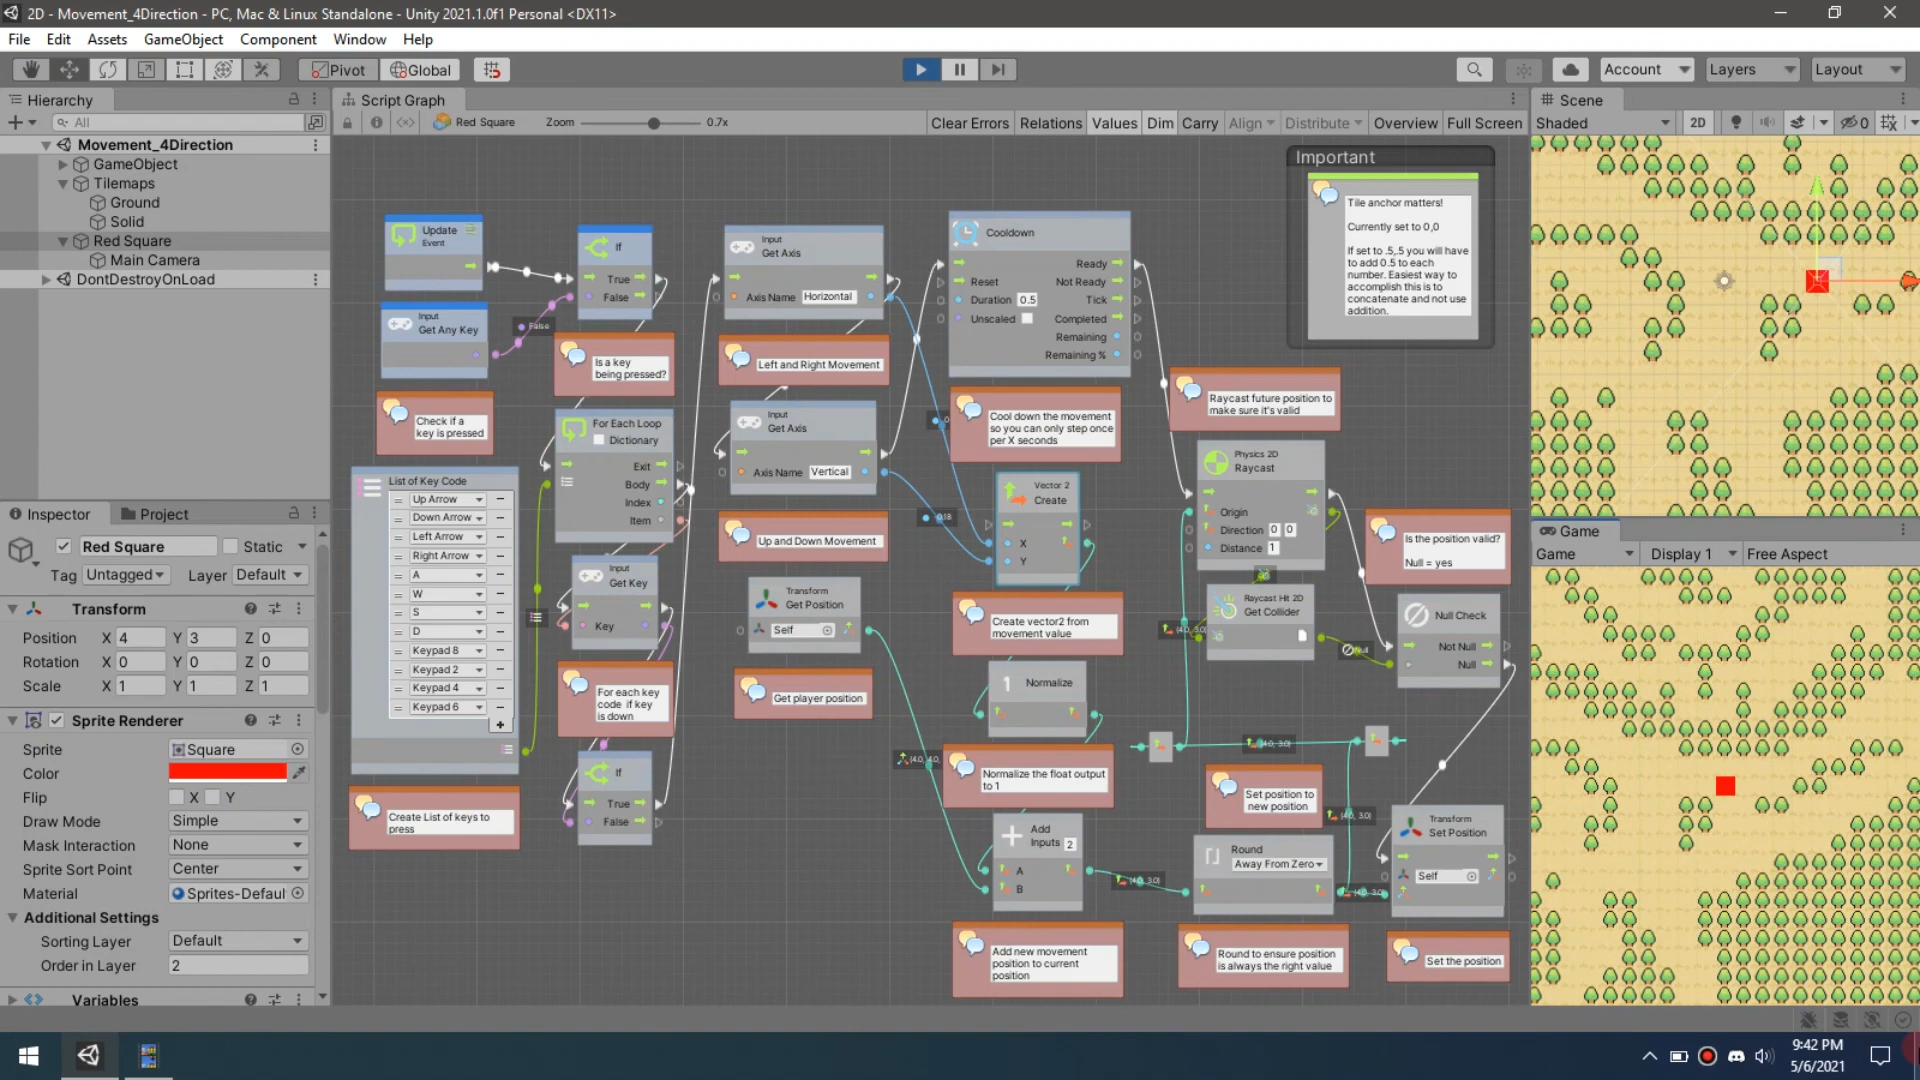 2D - Movement_4Direction - PC, Mac & Linux Standalone - Unity 2021.1.0f1 Personal <DX11>
File Edit Assets GameObject Component Window Help
Pivot Global Account Layers Layout
Hierarchy
All
Movement_4Direction
GameObject
Tilemaps
Ground
Solid
Red Square
Main Camera
DontDestroyOnLoad
Inspector Project
Red Square Static
Tag Untagged Layer Default
Transform
Position X 4 Y 3 Z 0
Rotation X 0 Y 0 Z 0
Scale X 1 Y 1 Z 1
Sprite Renderer
Sprite Square
Color
Flip X Y
Draw Mode Simple
Mask Interaction None
Sprite Sort Point Center
Material Sprites-Defaul
Additional Settings
Sorting Layer Default
Order in Layer 2
Variables
Script Graph
Red Square Zoom 0.7x
Clear Errors Relations Values Dim Carry Align Distribute Overview Full Screen
Update
Event
Input
Get Any Key
False
Check if a
key is pressed
List of Key Code
Up Arrow
Down Arrow
Left Arrow
Right Arrow
A
W
S
D
Keypad 8
Keypad 2
Keypad 4
Keypad 6
Create List of keys to
press
If
True
False
Is a key
being pressed?
For Each Loop
Dictionary
Exit
Body
Index
Item
Input
Get Key
Key
For each key
code if key
is down
If
True
False
Input
Get Axis
Axis Name Horizontal
Left and Right Movement
Input
Get Axis
Axis Name Vertical
Up and Down Movement
Transform
Get Position
Self
Get player position
Cooldown
Ready
Reset Not Ready
Duration 0.5 Tick
Unscaled Completed
Remaining
Remaining %
Cool down the movement
so you can only step once
per X seconds
Vector 2
Create
X
Y
Create vector2 from
movement value
Normalize
Normalize the float output
to 1
Add
Inputs 2
A
B
Add new movement
position to current
position
Raycast future position to
make sure it's valid
Physics 2D
Raycast
Origin
Direction 0 0
Distance 1
Raycast Hit 2D
Get Collider
Null
Is the position valid?
Null = yes
Null Check
Not Null
Null
(4.0, 3.0)
Set position to
new position
Round
Away From Zero
Round to ensure position
is always the right value
Transform
Set Position
Self
Set the position
Important
Tile anchor matters!
Currently set to 0,0
If set to .5,.5 you will have
to add 0.5 to each
number. Easiest way to
accomplish this is to
concatenate and not use
addition.
Scene
Shaded 2D 0
Game
Game Display 1 Free Aspect
9:42 PM
5/6/2021